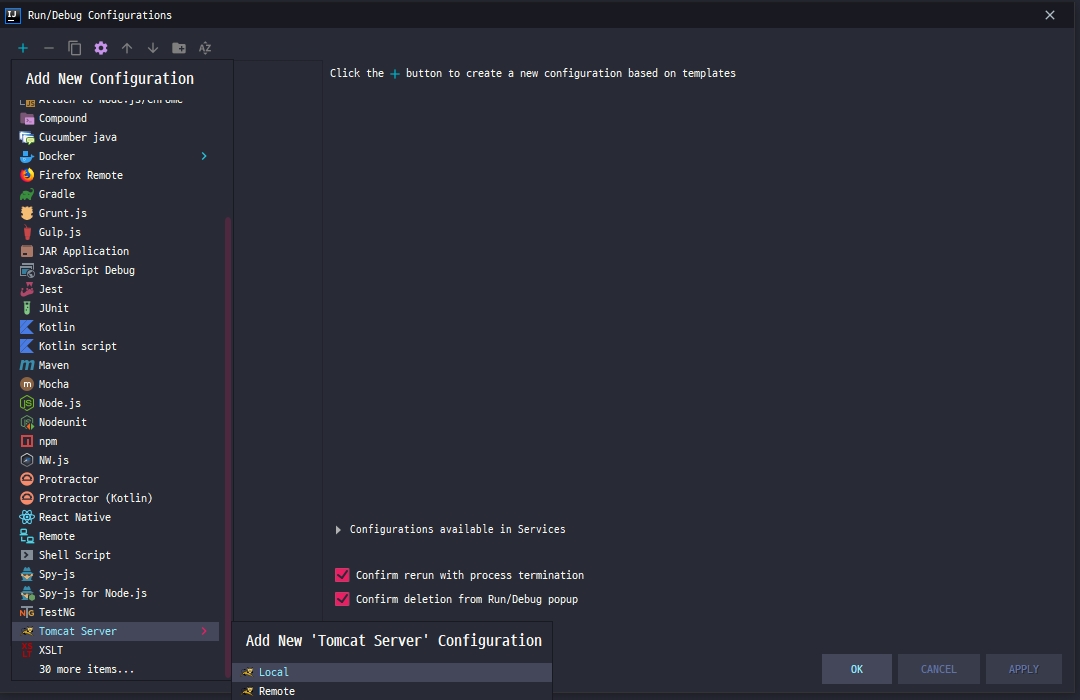 Run/Debug Configurations
Add New Configuration
Click the + button to create a new configuration based on templates
Attach to Node.js/Chrome
Compound
Cucumber java
Docker
Firefox Remote
Gradle
Grunt.js
Gulp.js
JAR Application
JavaScript Debug
Jest
JUnit
Kotlin
Kotlin script
Maven
Mocha
Node.js
Nodeunit
npm
NW.js
Protractor
Protractor (Kotlin)
React Native
Remote
Shell Script
Spy-js
Spy-js for Node.js
TestNG
Tomcat Server
XSLT
30 more items...
Configurations available in Services
Confirm rerun with process termination
Confirm deletion from Run/Debug popup
Add New 'Tomcat Server' Configuration
Local
Remote
OK
CANCEL
APPLY